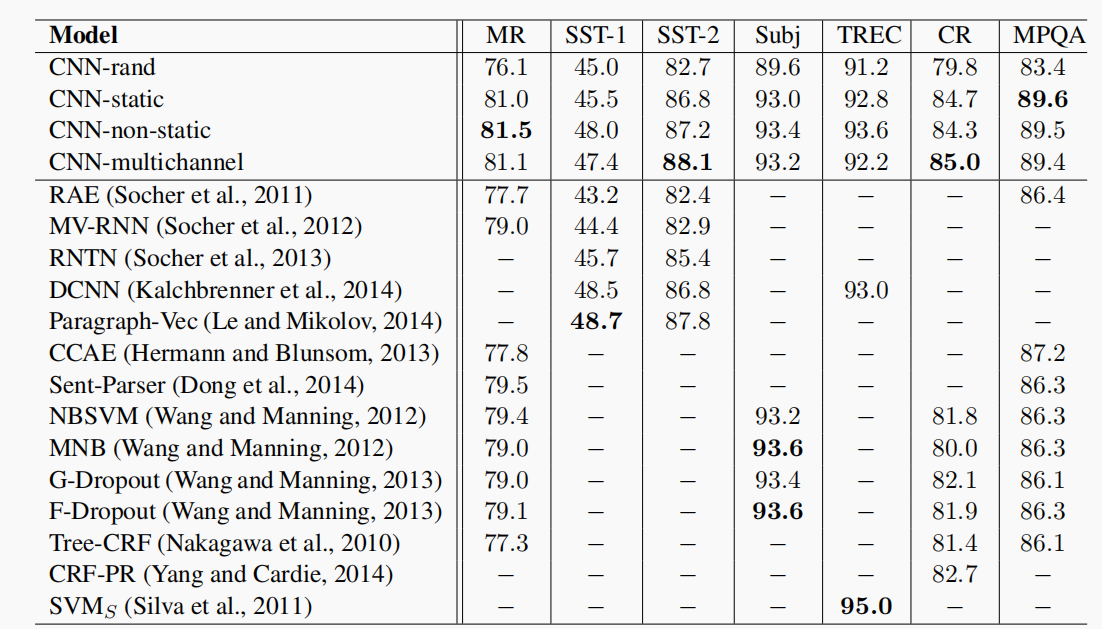 Model MR SST-1 SST-2 Subj TREC CR MPQA
CNN-rand 76.1 45.0 82.7 89.6 91.2 79.8 83.4
CNN-static 81.0 45.5 86.8 93.0 92.8 84.7 89.6
CNN-non-static 81.5 48.0 87.2 93.4 93.6 84.3 89.5
CNN-multichannel 81.1 47.4 88.1 93.2 92.2 85.0 89.4
RAE (Socher et al., 2011) 77.7 43.2 82.4 – – – 86.4
MV-RNN (Socher et al., 2012) 79.0 44.4 82.9 – – – –
RNTN (Socher et al., 2013) – 45.7 85.4 – – – –
DCNN (Kalchbrenner et al., 2014) – 48.5 86.8 – 93.0 – –
Paragraph-Vec (Le and Mikolov, 2014) – 48.7 87.8 – – – –
CCAE (Hermann and Blunsom, 2013) 77.8 – – – – – 87.2
Sent-Parser (Dong et al., 2014) 79.5 – – – – – 86.3
NBSVM (Wang and Manning, 2012) 79.4 – – 93.2 – 81.8 86.3
MNB (Wang and Manning, 2012) 79.0 – – 93.6 – 80.0 86.3
G-Dropout (Wang and Manning, 2013) 79.0 – – 93.4 – 82.1 86.1
F-Dropout (Wang and Manning, 2013) 79.1 – – 93.6 – 81.9 86.3
Tree-CRF (Nakagawa et al., 2010) 77.3 – – – – 81.4 86.1
CRF-PR (Yang and Cardie, 2014) – – – – – 82.7 –
SVM_S (Silva et al., 2011) – – – – 95.0 – –